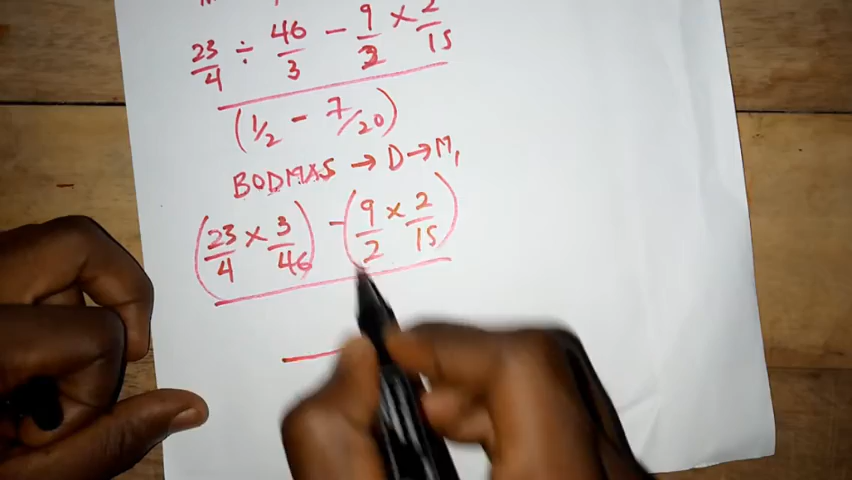 23/4 ÷ 46/3 - 9/2 × 2/15
(1/2 - 7/20)
BODMAS → D → M,
(23/4 × 3/46) - (9/2 × 2/15)